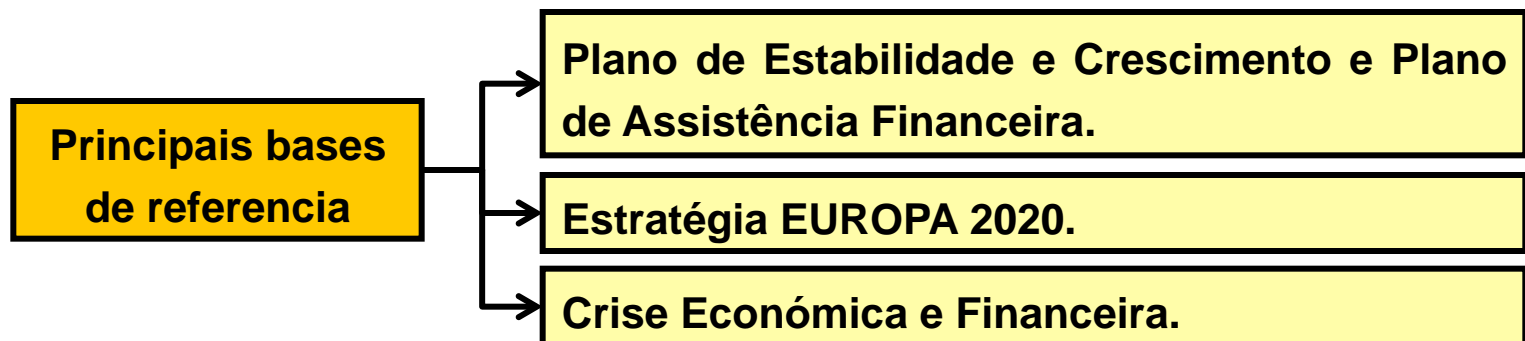 Principais bases
de referencia
Plano de Estabilidade e Crescimento e Plano
de Assistência Financeira.
Estratégia EUROPA 2020.
Crise Económica e Financeira.